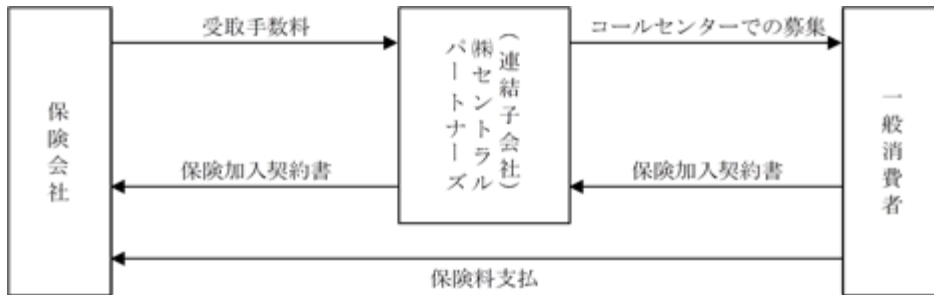 受取手数料
コールセンターでの募集
保険会社
(連結子会社)
㈱セントラル
パートナーズ
一般消費者
保険加入契約書
保険加入契約書
保険料支払